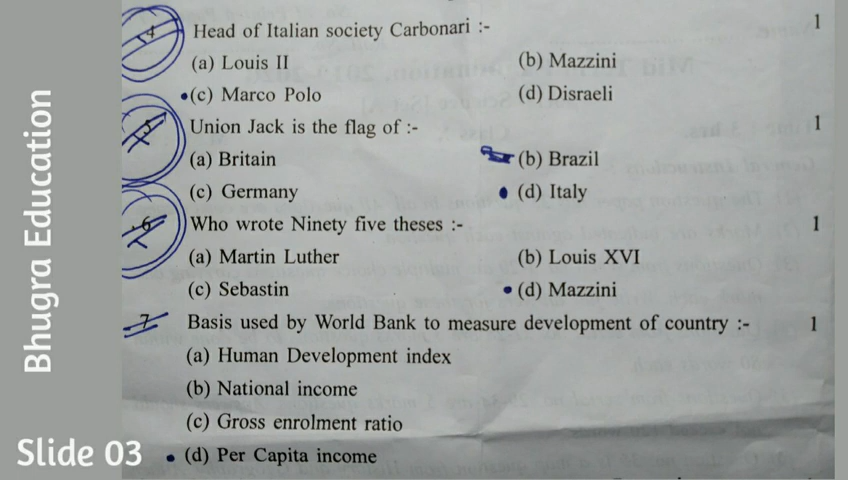 Bhugra Education
Slide 03
4 Head of Italian society Carbonari :- 1
(a) Louis II (b) Mazzini
(c) Marco Polo (d) Disraeli
5 Union Jack is the flag of :- 1
(a) Britain (b) Brazil
(c) Germany (d) Italy
6 Who wrote Ninety five theses :- 1
(a) Martin Luther (b) Louis XVI
(c) Sebastin (d) Mazzini
7 Basis used by World Bank to measure development of country :- 1
(a) Human Development index
(b) National income
(c) Gross enrolment ratio
(d) Per Capita income